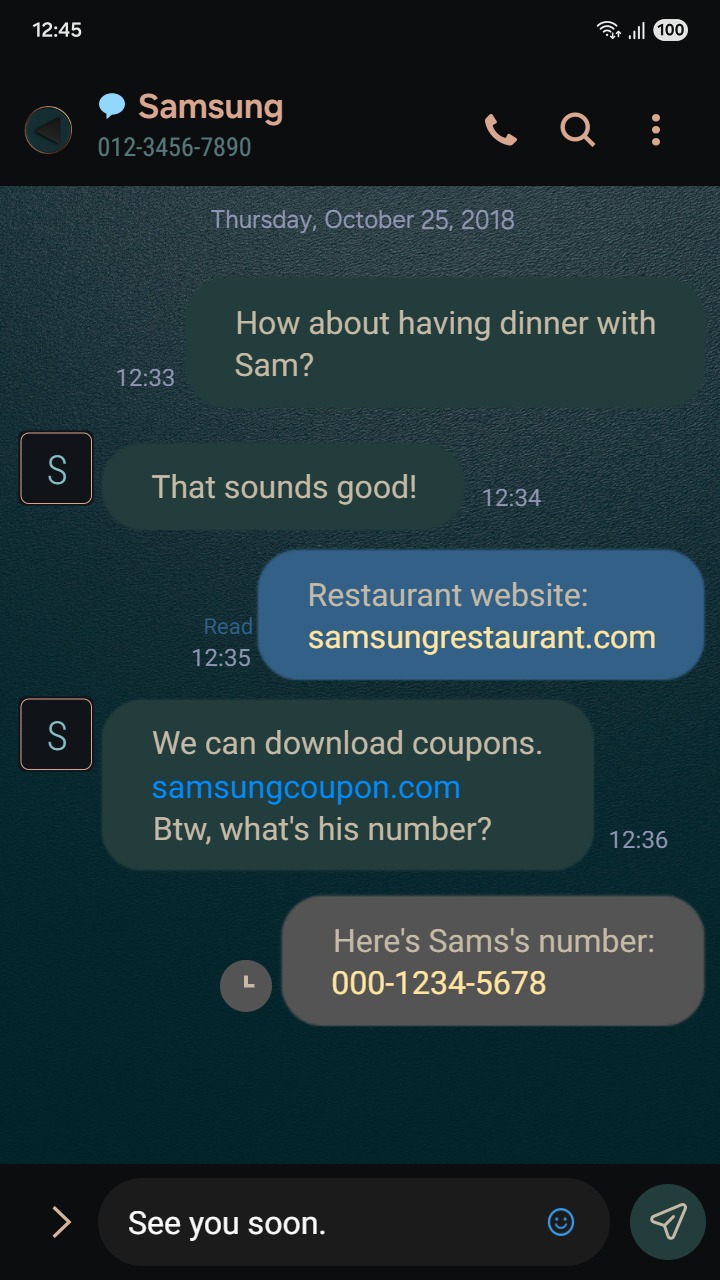 12:45
100
Samsung
012-3456-7890
Thursday, October 25, 2018
How about having dinner with
Sam?
12:33
S
That sounds good!
12:34
Restaurant website:
samsungrestaurant.com
Read
12:35
S
We can download coupons.
samsungcoupon.com
Btw, what's his number?
12:36
Here's Sams's number:
000-1234-5678
See you soon.